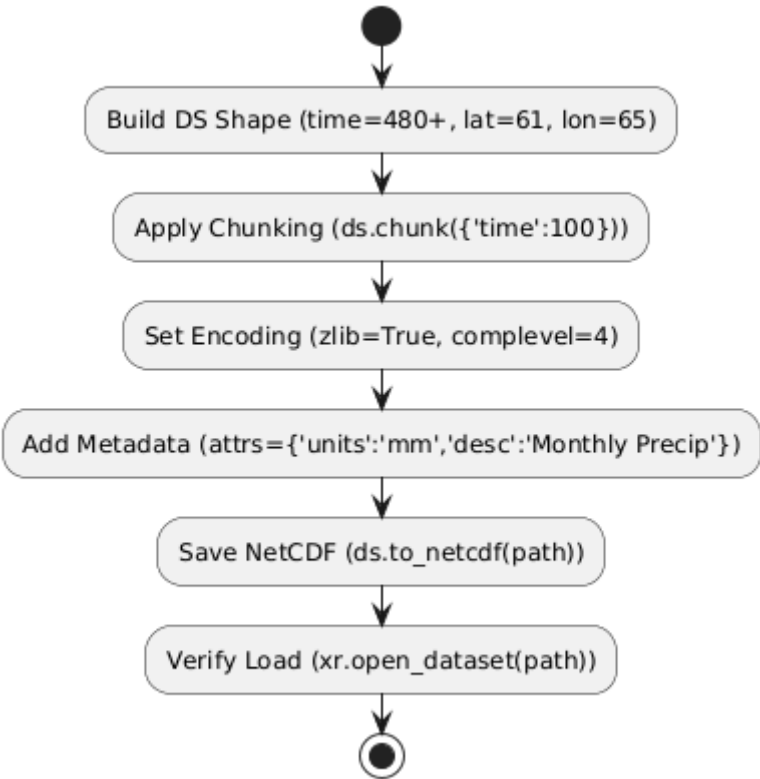 Build DS Shape (time=480+, lat=61, lon=65)
Apply Chunking (ds.chunk({'time':100}))
Set Encoding (zlib=True, complevel=4)
Add Metadata (attrs={'units':'mm','desc':'Monthly Precip'})
Save NetCDF (ds.to_netcdf(path))
Verify Load (xr.open_dataset(path))